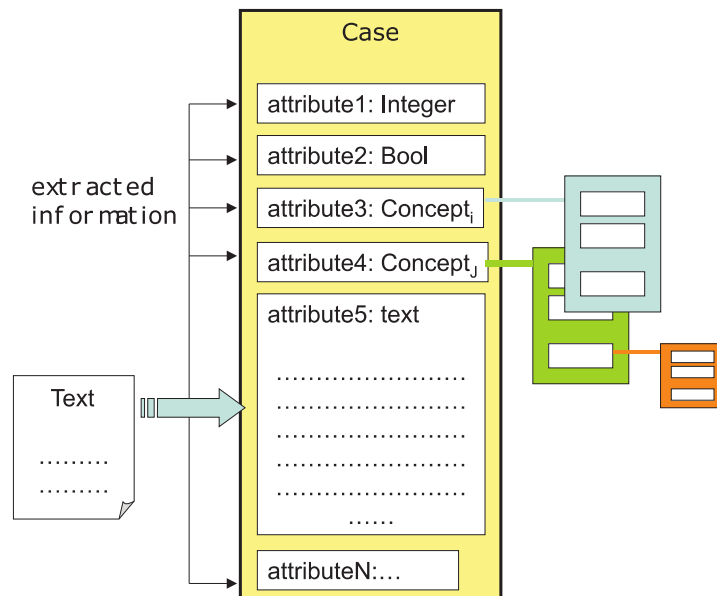 Case
attribute1: Integer
attribute2: Bool
extracted
information
attribute3: Concept_i
attribute4: Concept_J
attribute5: text
........................
........................
........................
........................
........................
......
Text
.........
.........
attributeN:...